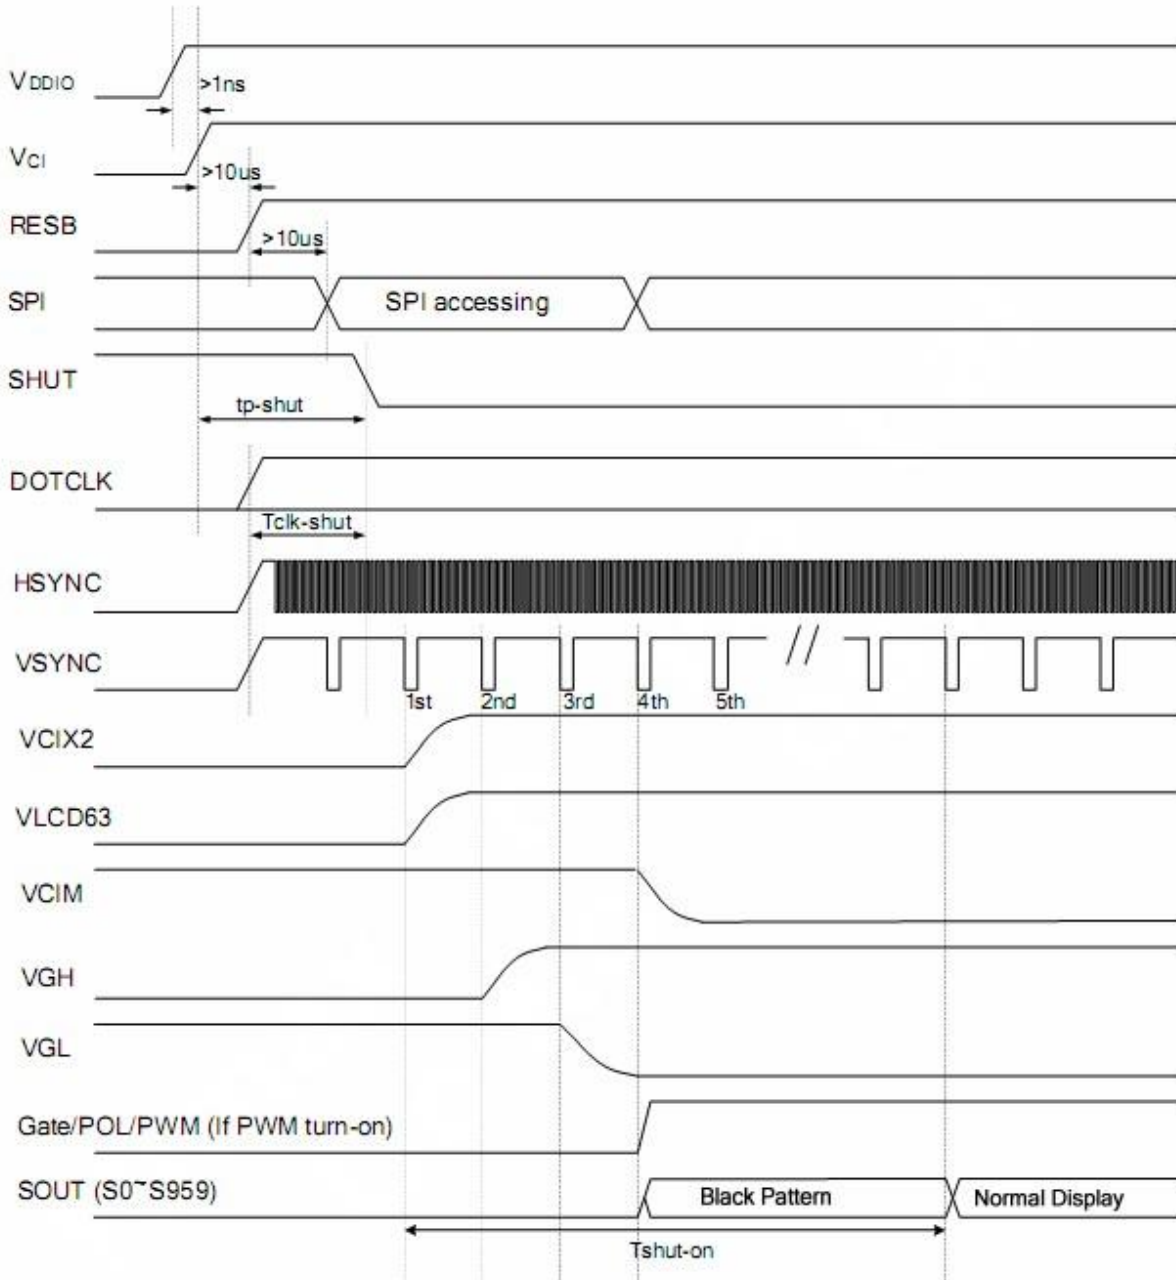 VDDIO
>1ns
VCI
>10us
RESB
>10us
SPI
SPI accessing
SHUT
tp-shut
DOTCLK
Tclk-shut
HSYNC
VSYNC
//
1st 2nd 3rd 4th 5th
VCIX2
VLCD63
VCIM
VGH
VGL
Gate/POL/PWM (If PWM turn-on)
SOUT (S0~S959)
Black Pattern
Normal Display
Tshut-on